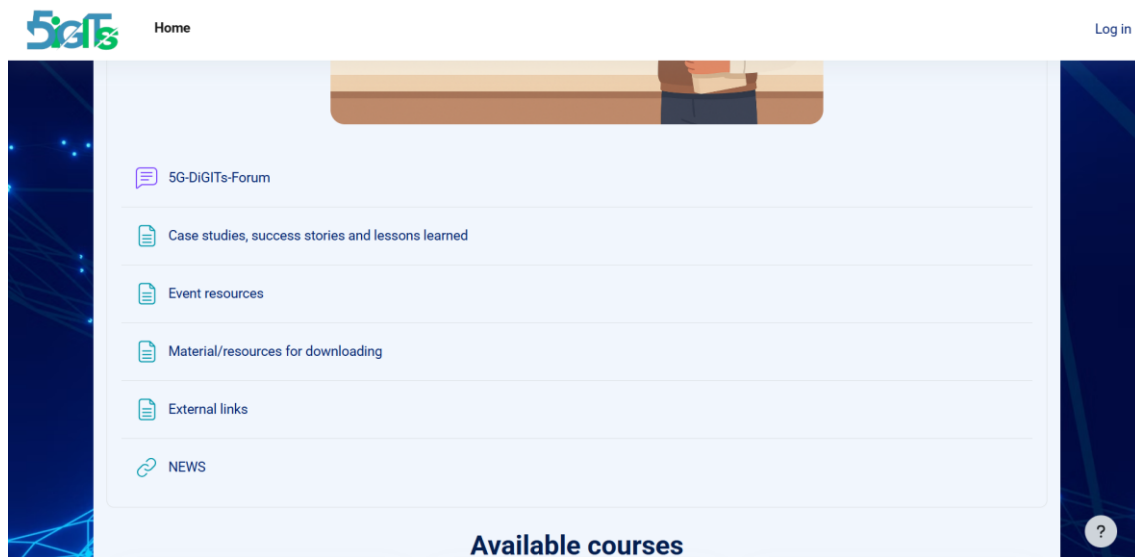 5iGITs
Home
Log in
5G-DiGITs-Forum
Case studies, success stories and lessons learned
Event resources
Material/resources for downloading
External links
NEWS
Available courses
?